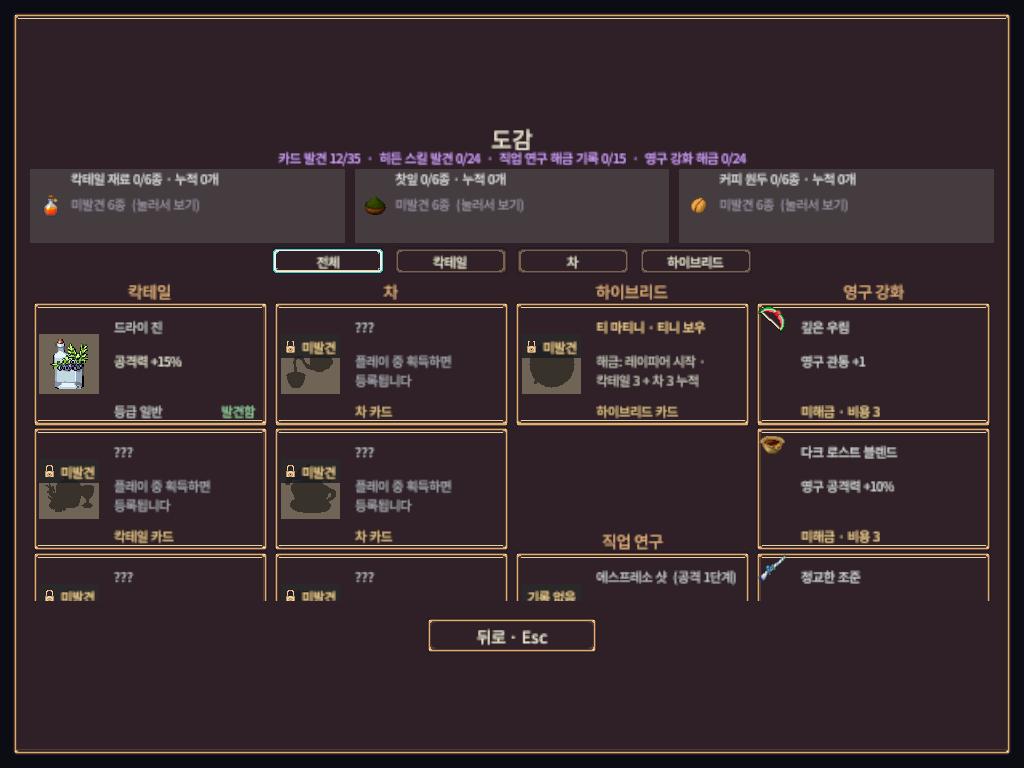 도감
카드 발견 12/35 · 히든 스킬 발견 0/24 · 직업 연구 해금 기록 0/15 · 영구 강화 해금 0/24
칵테일 재료 0/6종 · 누적 0개
미발견 6종 (눌러서 보기)
찻잎 0/6종 · 누적 0개
미발견 6종 (눌러서 보기)
커피 원두 0/6종 · 누적 0개
미발견 6종 (눌러서 보기)
전체
칵테일
차
하이브리드
칵테일
드라이 진
공격력 +15%
등급 일반
발견함
???
미발견
플레이 중 획득하면
등록됩니다
칵테일 카드
???
미발견
차
???
미발견
플레이 중 획득하면
등록됩니다
차 카드
???
미발견
플레이 중 획득하면
등록됩니다
차 카드
???
미발견
하이브리드
티 마티니 · 티니 보우
미발견
해금: 레이피어 시작 ·
칵테일 3 + 차 3 누적
하이브리드 카드
직업 연구
에스프레소 샷 (공격 1단계)
기록 없음
영구 강화
깊은 우림
영구 관통 +1
미해금 · 비용 3
다크 로스트 블렌드
영구 공격력 +10%
미해금 · 비용 3
정교한 조준
뒤로 · Esc